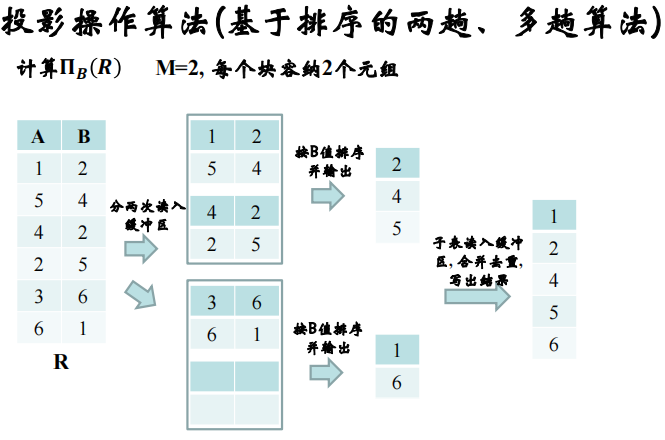 投影操作算法(基于排序的两趟、多趟算法)
计算Π_B(R) M=2, 每个块容纳2个元组
A B
1 2
5 4
4 2
2 5
3 6
6 1
R
分两次读入
缓冲区
1 2
5 4
4 2
2 5
3 6
6 1
按B值排序
并输出
2
4
5
按B值排序
并输出
1
6
子表读入缓冲
区, 合并去重,
写出结果
1
2
4
5
6